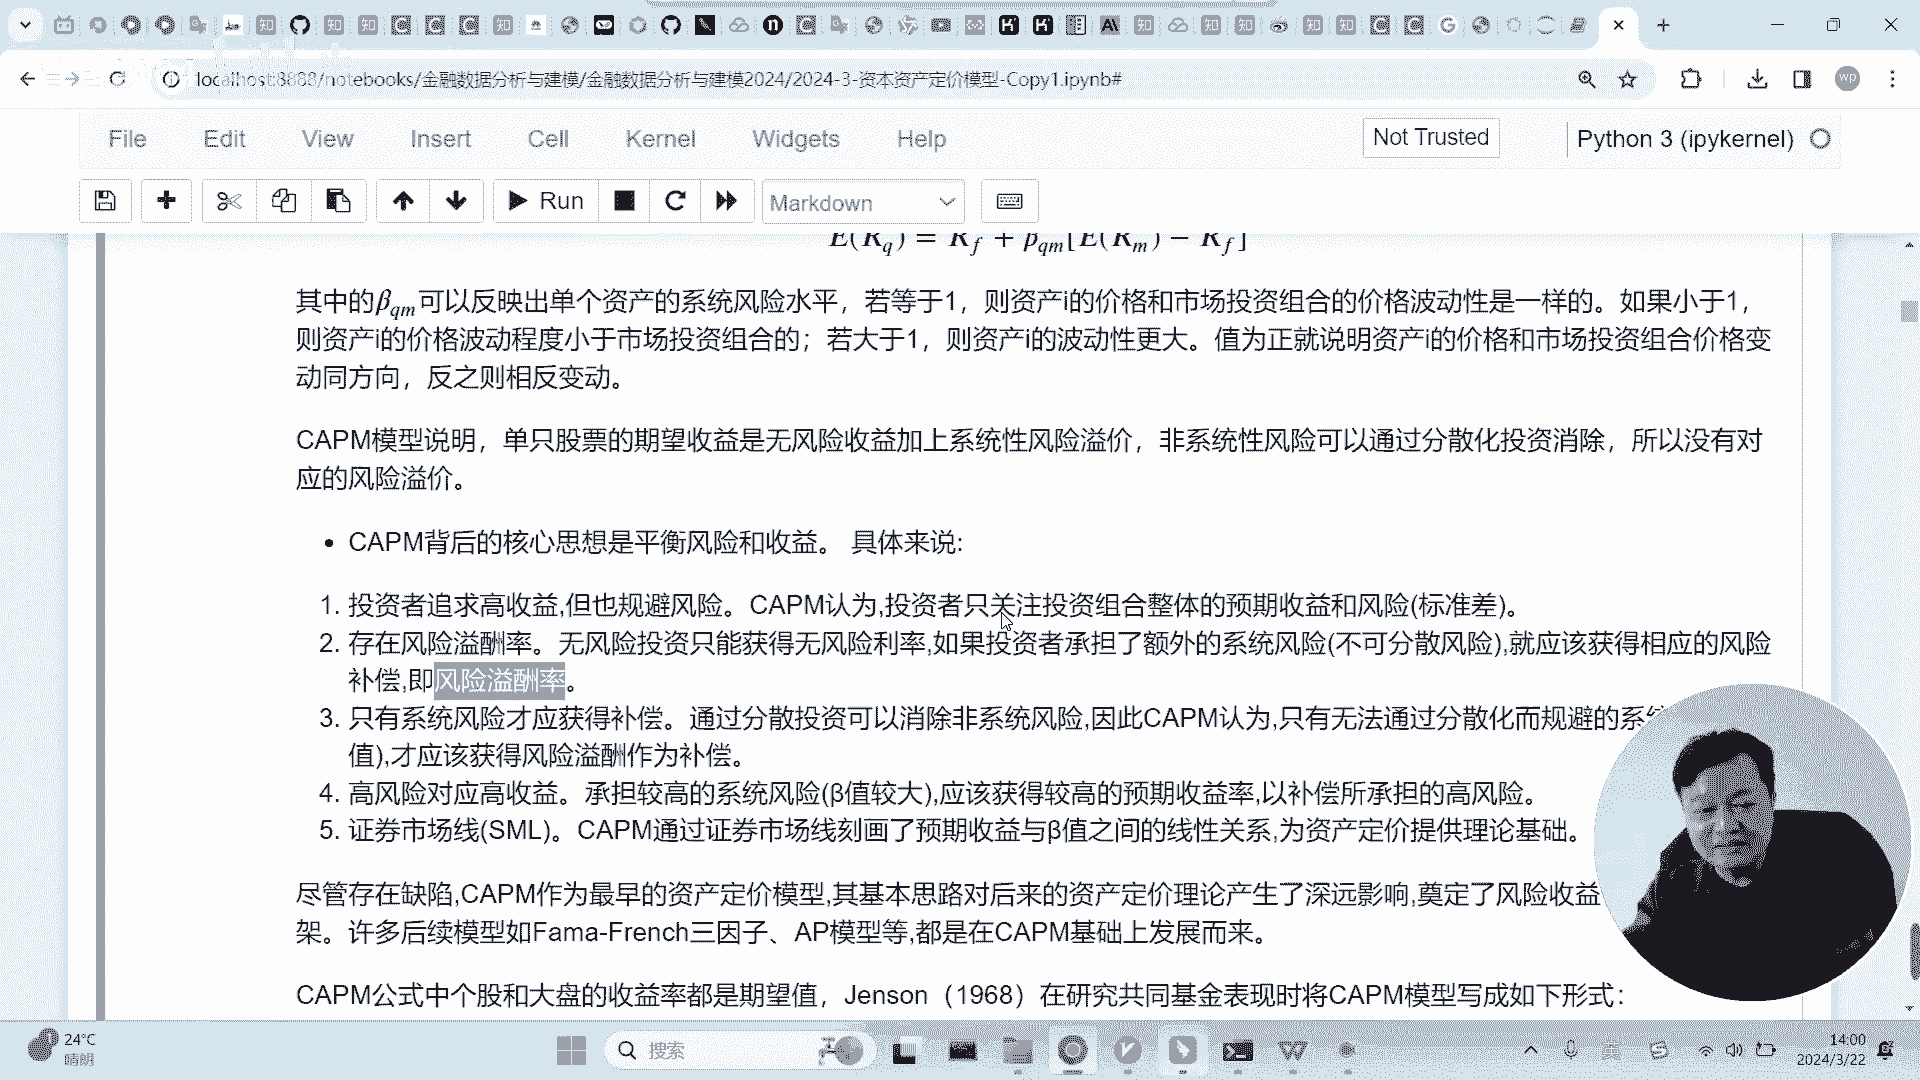 localhost:8888/notebooks/金融数据分析与建模/金融数据分析与建模2024/2024-3-资本资产定价模型-Copy1.ipynb#
wp
File Edit View Insert Cell Kernel Widgets Help Not Trusted Python 3 (ipykernel)
Run Markdown
E(R_q) = R_f + β_qm[E(R_m) − R_f]
其中的β_qm可以反映出单个资产的系统风险水平，若等于1，则资产i的价格和市场投资组合的价格波动性是一样的。如果小于1，
则资产i的价格波动程度小于市场投资组合的；若大于1，则资产i的波动性更大。值为正就说明资产i的价格和市场投资组合价格变
动同方向，反之则相反变动。
CAPM模型说明，单只股票的期望收益是无风险收益加上系统性风险溢价，非系统性风险可以通过分散化投资消除，所以没有对
应的风险溢价。
• CAPM背后的核心思想是平衡风险和收益。 具体来说:
1. 投资者追求高收益,但也规避风险。CAPM认为,投资者只关注投资组合整体的预期收益和风险(标准差)。
2. 存在风险溢酬率。无风险投资只能获得无风险利率,如果投资者承担了额外的系统风险(不可分散风险),就应该获得相应的风险
补偿,即风险溢酬率。
3. 只有系统风险才应获得补偿。通过分散投资可以消除非系统风险,因此CAPM认为,只有无法通过分散化而规避的系统
值),才应该获得风险溢酬作为补偿。
4. 高风险对应高收益。承担较高的系统风险(β值较大),应该获得较高的预期收益率,以补偿所承担的高风险。
5. 证券市场线(SML)。CAPM通过证券市场线刻画了预期收益与β值之间的线性关系,为资产定价提供理论基础。
尽管存在缺陷,CAPM作为最早的资产定价模型,其基本思路对后来的资产定价理论产生了深远影响,奠定了风险收益
架。许多后续模型如Fama-French三因子、AP模型等,都是在CAPM基础上发展而来。
CAPM公式中个股和大盘的收益率都是期望值，Jenson（1968）在研究共同基金表现时将CAPM模型写成如下形式：
24°C
晴朗
搜索
英
14:00
2024/3/22